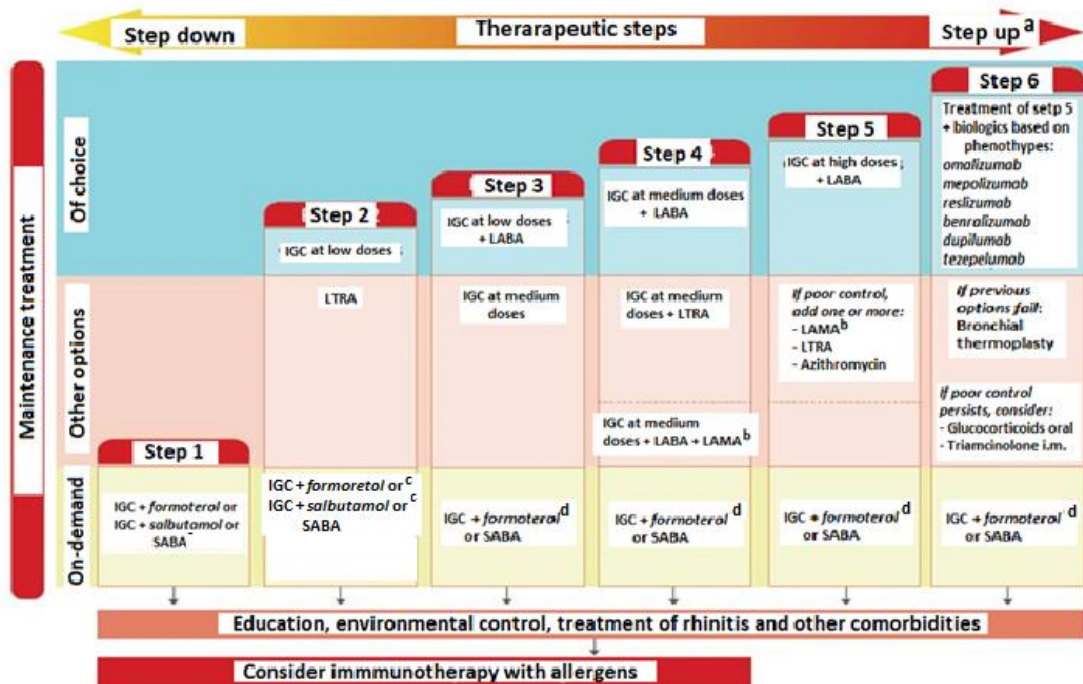 Step down
Therarapeutic steps
Step up a
Maintenance treatment
Of choice
Other options
On-demand
Step 1
IGC + formoterol or
IGC + salbutamol or
SABA
Step 2
IGC at low doses
LTRA
IGC + formoretol or c
IGC + salbutamol or c
SABA
Step 3
IGC at low doses
+ LABA
IGC at medium
doses
IGC + formoterol d
or SABA
Step 4
IGC at medium doses
+ LABA
IGC at medium
doses + LTRA
IGC at medium
doses + LABA + LAMA b
IGC + formoterol d
or SABA
Step 5
IGC at high doses
+ LABA
If poor control,
add one or more:
- LAMA b
- LTRA
- Azithromycin
IGC + formoterol d
or SABA
Step 6
Treatment of setp 5
+ biologics based on
phenothypes:
omalizumab
mepolizumab
reslizumab
benralizumab
dupilumab
tezepelumab
If previous
options fail:
Bronchial
thermoplasty
If poor control
persists, consider:
- Glucocorticoids oral
- Triamcinolone i.m.
IGC + formoterol d
or SABA
Education, environmental control, treatment of rhinitis and other comorbidities
Consider immmunotherapy with allergens